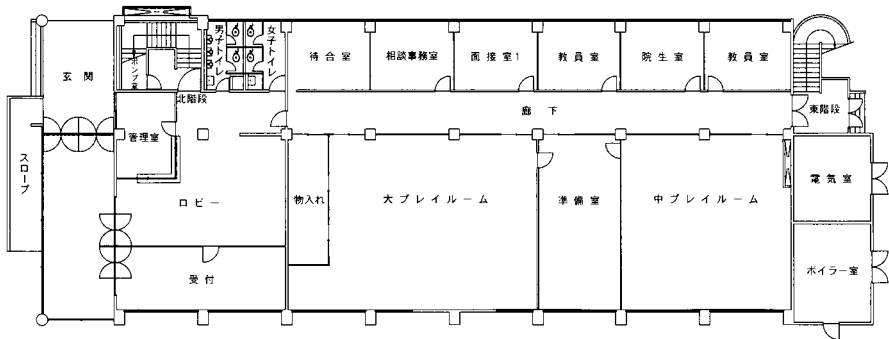 男子トイレ
女子トイレ
待合室
相談事務室
面接室1
教員室
院生室
教員室
玄関
ポンプ室
北階段
廊下
東階段
管理室
スロープ
電気室
ロビー
物入れ
大プレイルーム
準備室
中プレイルーム
受付
ボイラー室